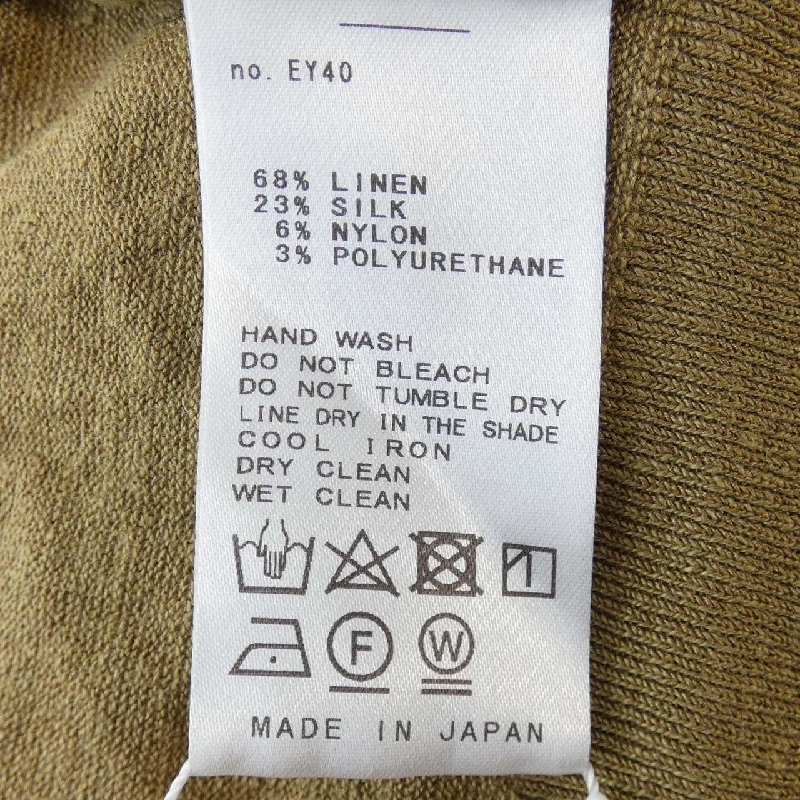 no. EY40
68% LINEN
23% SILK
6% NYLON
3% POLYURETHANE
HAND WASH
DO NOT BLEACH
DO NOT TUMBLE DRY
LINE DRY IN THE SHADE
COOL IRON
DRY CLEAN
WET CLEAN
F W
MADE IN JAPAN